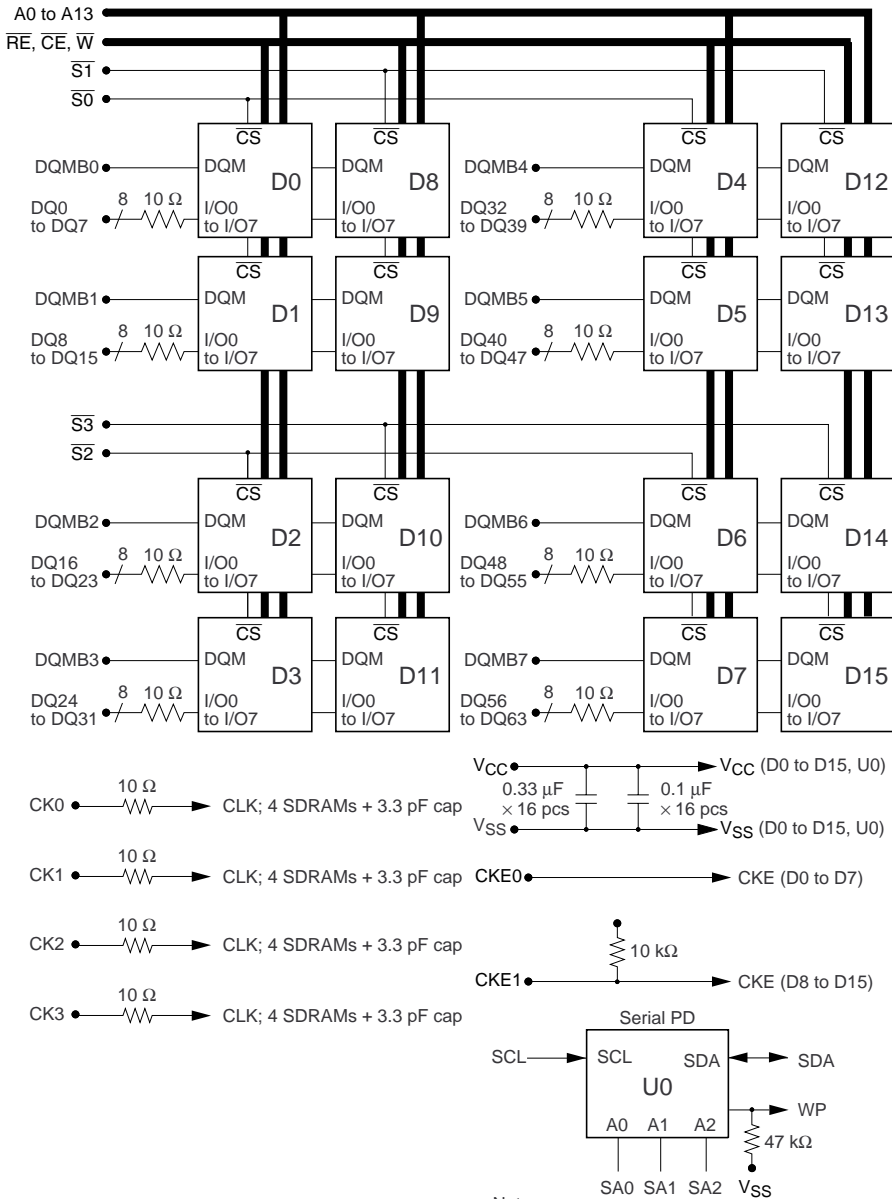 A0 to A13
RE, CE, W
S1
S0
CS CS CS CS
DQMB0 DQM D0 DQM D8 DQMB4 DQM D4 DQM D12
DQ0 to DQ7 8 10 Ω I/O0 to I/O7 I/O0 to I/O7 DQ32 to DQ39 8 10 Ω I/O0 to I/O7 I/O0 to I/O7
CS CS CS CS
DQMB1 DQM D1 DQM D9 DQMB5 DQM D5 DQM D13
DQ8 to DQ15 8 10 Ω I/O0 to I/O7 I/O0 to I/O7 DQ40 to DQ47 8 10 Ω I/O0 to I/O7 I/O0 to I/O7
S3
S2
CS CS CS CS
DQMB2 DQM D2 DQM D10 DQMB6 DQM D6 DQM D14
DQ16 to DQ23 8 10 Ω I/O0 to I/O7 I/O0 to I/O7 DQ48 to DQ55 8 10 Ω I/O0 to I/O7 I/O0 to I/O7
CS CS CS CS
DQMB3 DQM D3 DQM D11 DQMB7 DQM D7 DQM D15
DQ24 to DQ31 8 10 Ω I/O0 to I/O7 I/O0 to I/O7 DQ56 to DQ63 8 10 Ω I/O0 to I/O7 I/O0 to I/O7
VCC VCC (D0 to D15, U0)
0.33 µF × 16 pcs 0.1 µF × 16 pcs
VSS VSS (D0 to D15, U0)
CK0 10 Ω CLK; 4 SDRAMs + 3.3 pF cap
CK1 10 Ω CLK; 4 SDRAMs + 3.3 pF cap
CKE0 CKE (D0 to D7)
CK2 10 Ω CLK; 4 SDRAMs + 3.3 pF cap
10 kΩ
CKE1 CKE (D8 to D15)
CK3 10 Ω CLK; 4 SDRAMs + 3.3 pF cap
Serial PD
SCL SCL SDA SDA
U0
WP
A0 A1 A2
47 kΩ
SA0 SA1 SA2 VSS